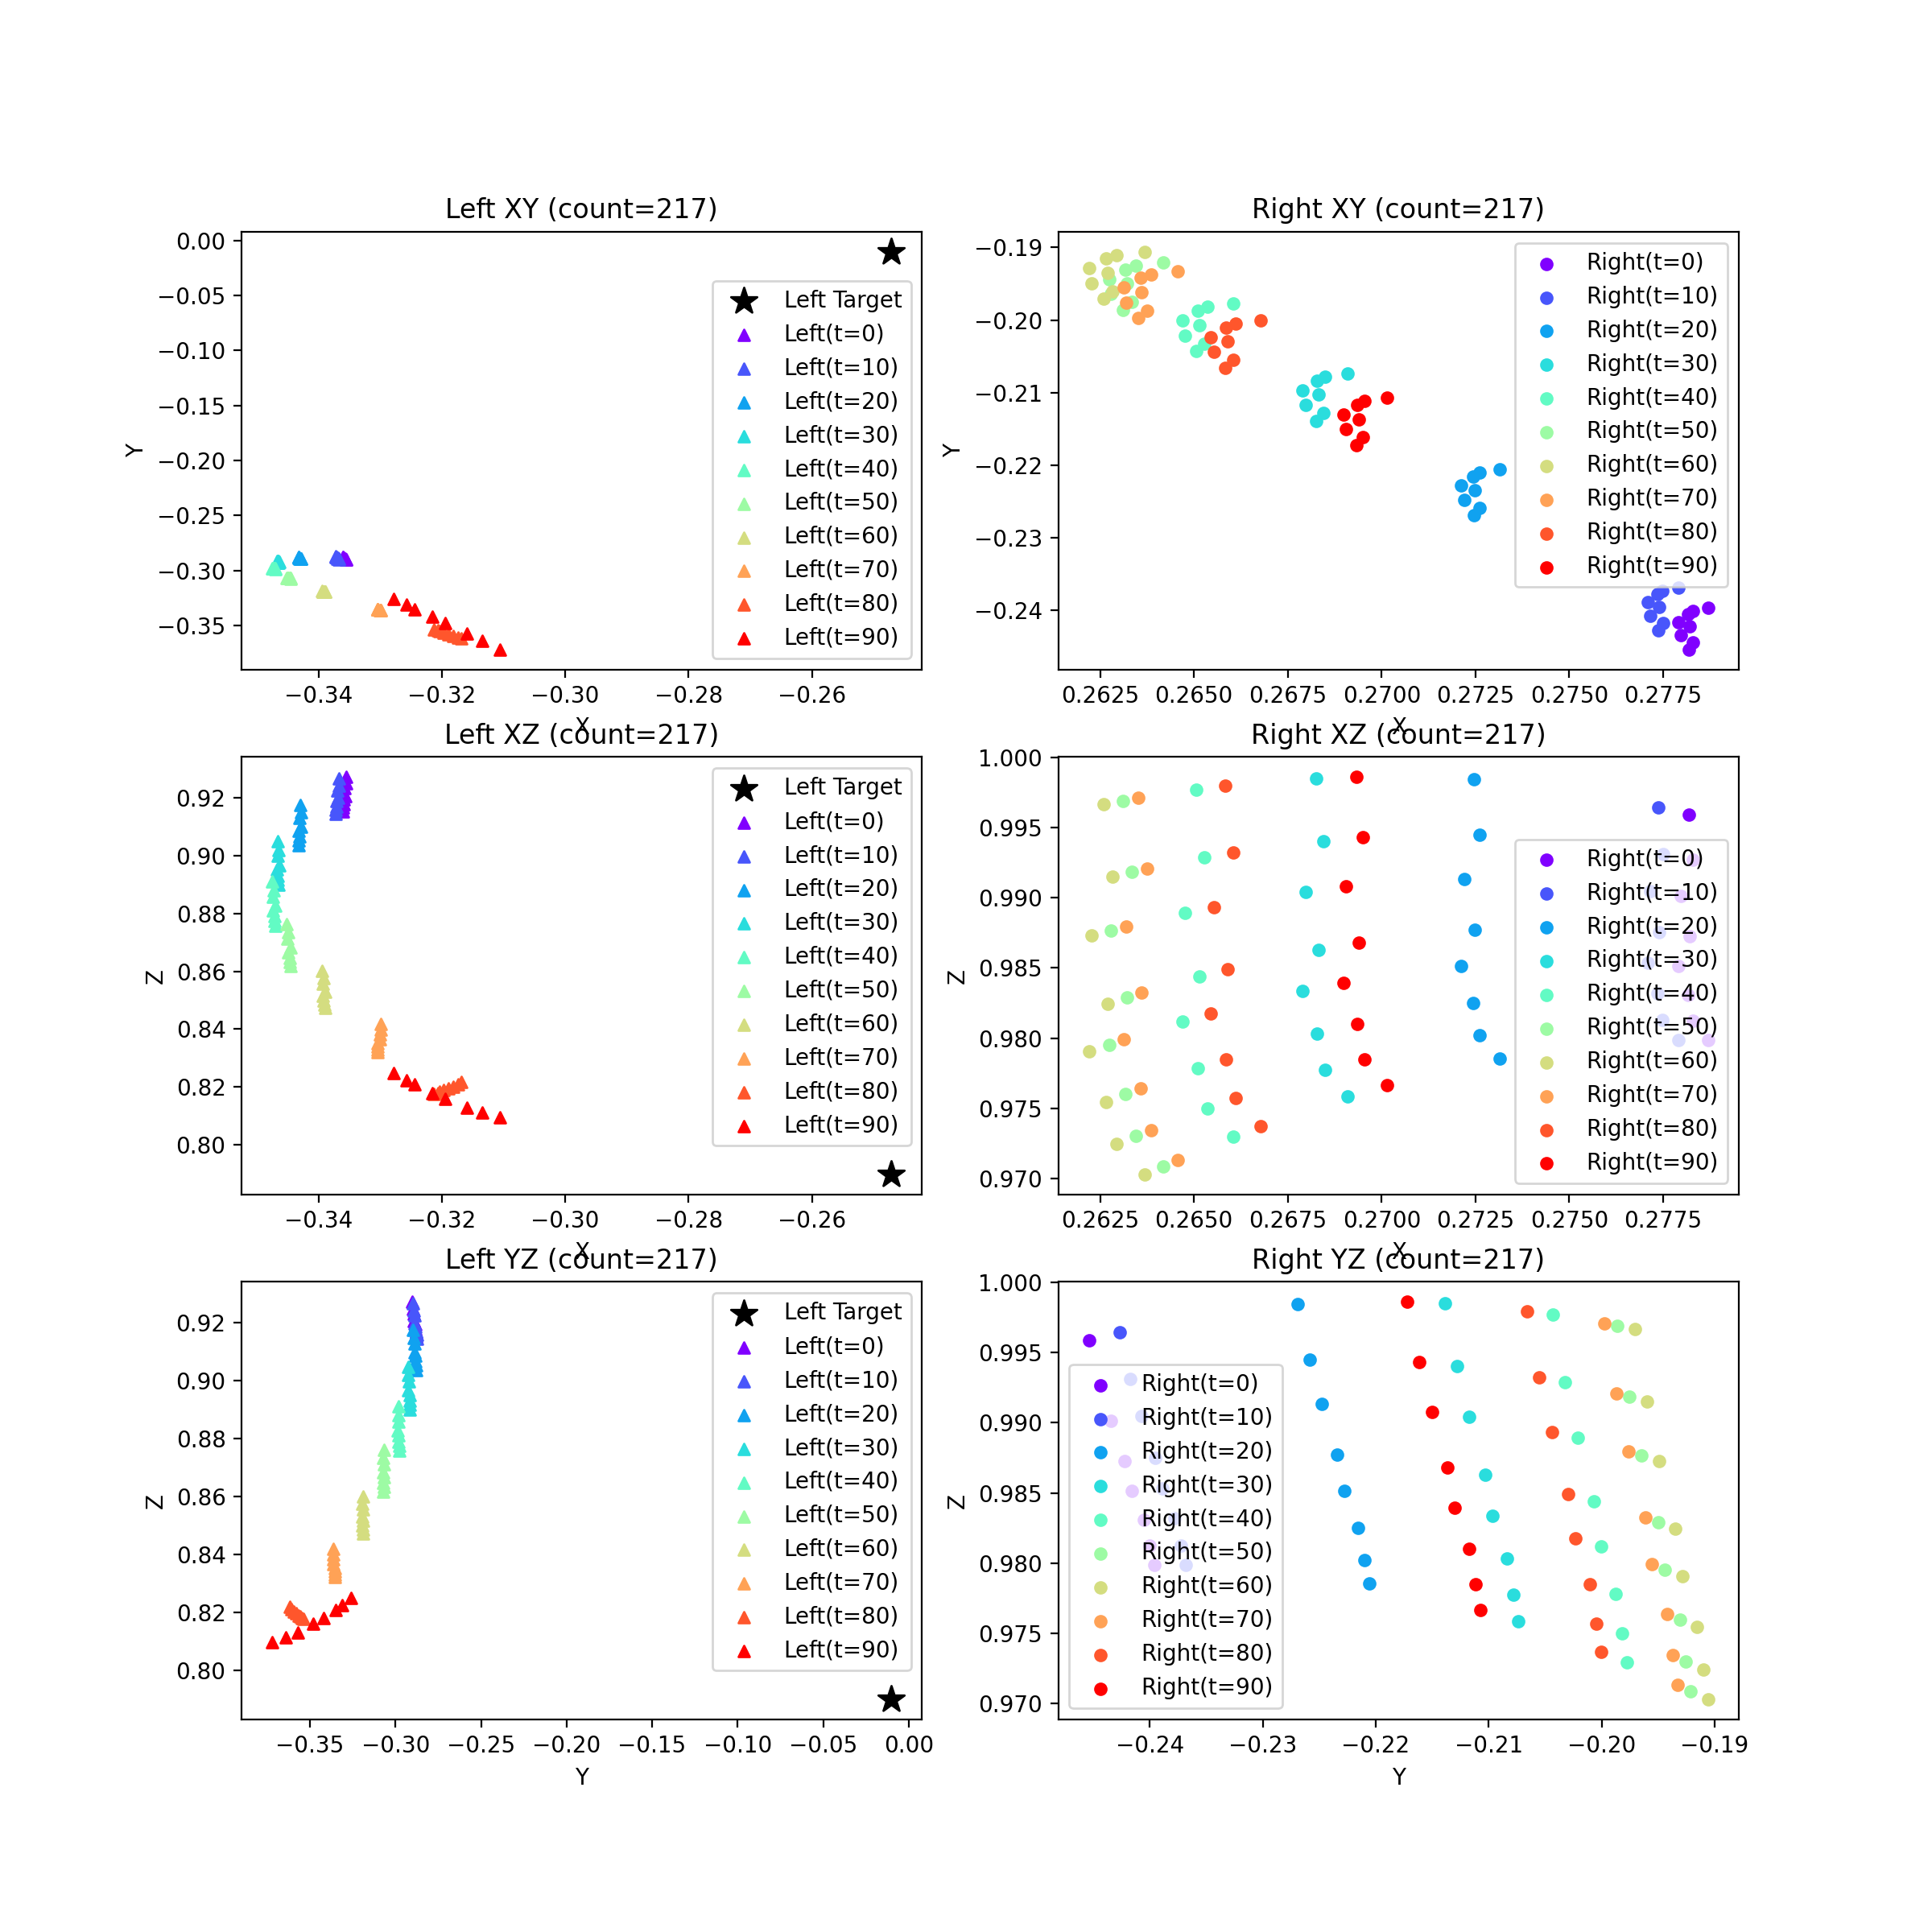 Left XY (count=217)
0.00
−0.05
−0.10
−0.15
−0.20
−0.25
−0.30
−0.35
Y
Left Target
Left(t=0)
Left(t=10)
Left(t=20)
Left(t=30)
Left(t=40)
Left(t=50)
Left(t=60)
Left(t=70)
Left(t=80)
Left(t=90)
−0.34 −0.32 −0.30 −0.28 −0.26
X
Right XY (count=217)
−0.19
−0.20
−0.21
−0.22
−0.23
−0.24
Y
Right(t=0)
Right(t=10)
Right(t=20)
Right(t=30)
Right(t=40)
Right(t=50)
Right(t=60)
Right(t=70)
Right(t=80)
Right(t=90)
0.2625 0.2650 0.2675 0.2700 0.2725 0.2750 0.2775
X
Left XZ (count=217)
0.92
0.90
0.88
0.86
0.84
0.82
0.80
Z
Left Target
Left(t=0)
Left(t=10)
Left(t=20)
Left(t=30)
Left(t=40)
Left(t=50)
Left(t=60)
Left(t=70)
Left(t=80)
Left(t=90)
−0.34 −0.32 −0.30 −0.28 −0.26
X
Right XZ (count=217)
1.000
0.995
0.990
0.985
0.980
0.975
0.970
Z
Right(t=0)
Right(t=10)
Right(t=20)
Right(t=30)
Right(t=40)
Right(t=50)
Right(t=60)
Right(t=70)
Right(t=80)
Right(t=90)
0.2625 0.2650 0.2675 0.2700 0.2725 0.2750 0.2775
X
Left YZ (count=217)
0.92
0.90
0.88
0.86
0.84
0.82
0.80
Z
Left Target
Left(t=0)
Left(t=10)
Left(t=20)
Left(t=30)
Left(t=40)
Left(t=50)
Left(t=60)
Left(t=70)
Left(t=80)
Left(t=90)
−0.35 −0.30 −0.25 −0.20 −0.15 −0.10 −0.05 0.00
Y
Right YZ (count=217)
1.000
0.995
0.990
0.985
0.980
0.975
0.970
Z
Right(t=0)
Right(t=10)
Right(t=20)
Right(t=30)
Right(t=40)
Right(t=50)
Right(t=60)
Right(t=70)
Right(t=80)
Right(t=90)
−0.24 −0.23 −0.22 −0.21 −0.20 −0.19
Y